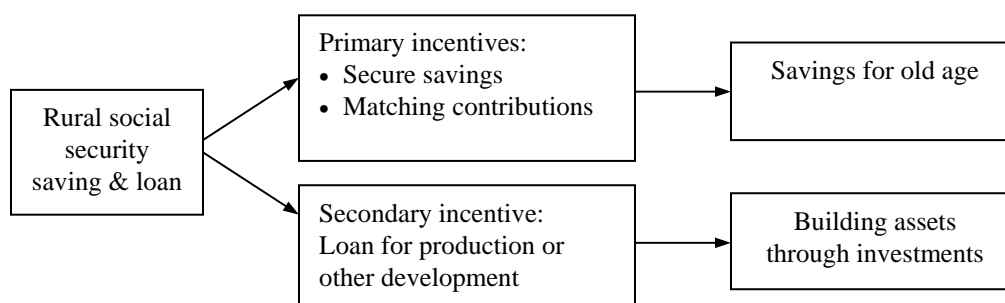 Rural social
security
saving & loan
Primary incentives:
• Secure savings
• Matching contributions
Savings for old age
Secondary incentive:
Loan for production or
other development
Building assets
through investments